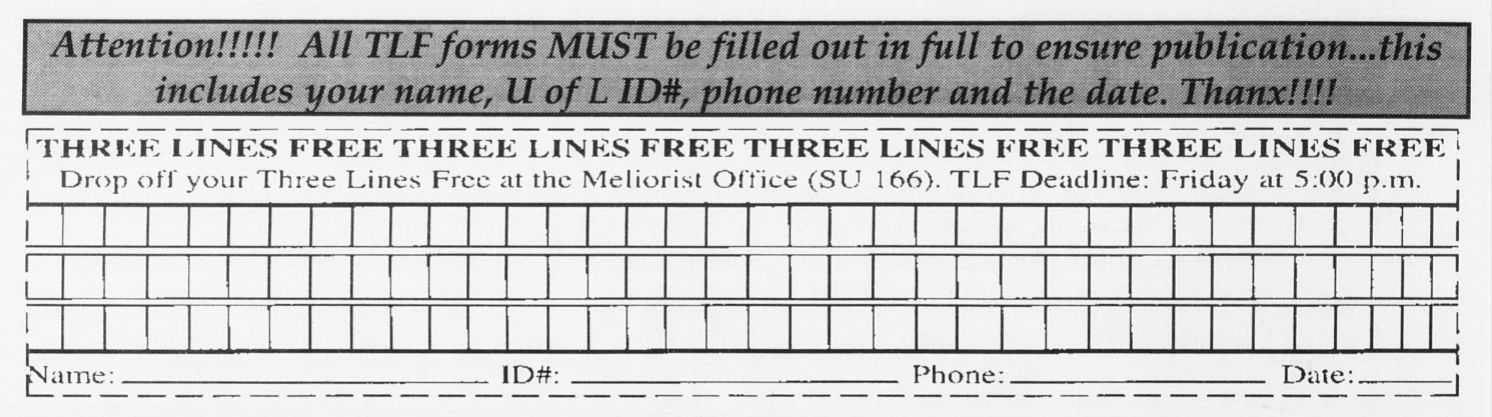 Attention!!!!! All TLF forms MUST be filled out in full to ensure publication...this
includes your name, U of L ID#, phone number and the date. Thanx!!!!
THREE LINES FREE THREE LINES FREE THREE LINES FREE THREE LINES FREE
Drop off your Three Lines Free at the Meliorist Office (SU 166). TLF Deadline: Friday at 5:00 p.m.
Name: ID#: Phone: Date: